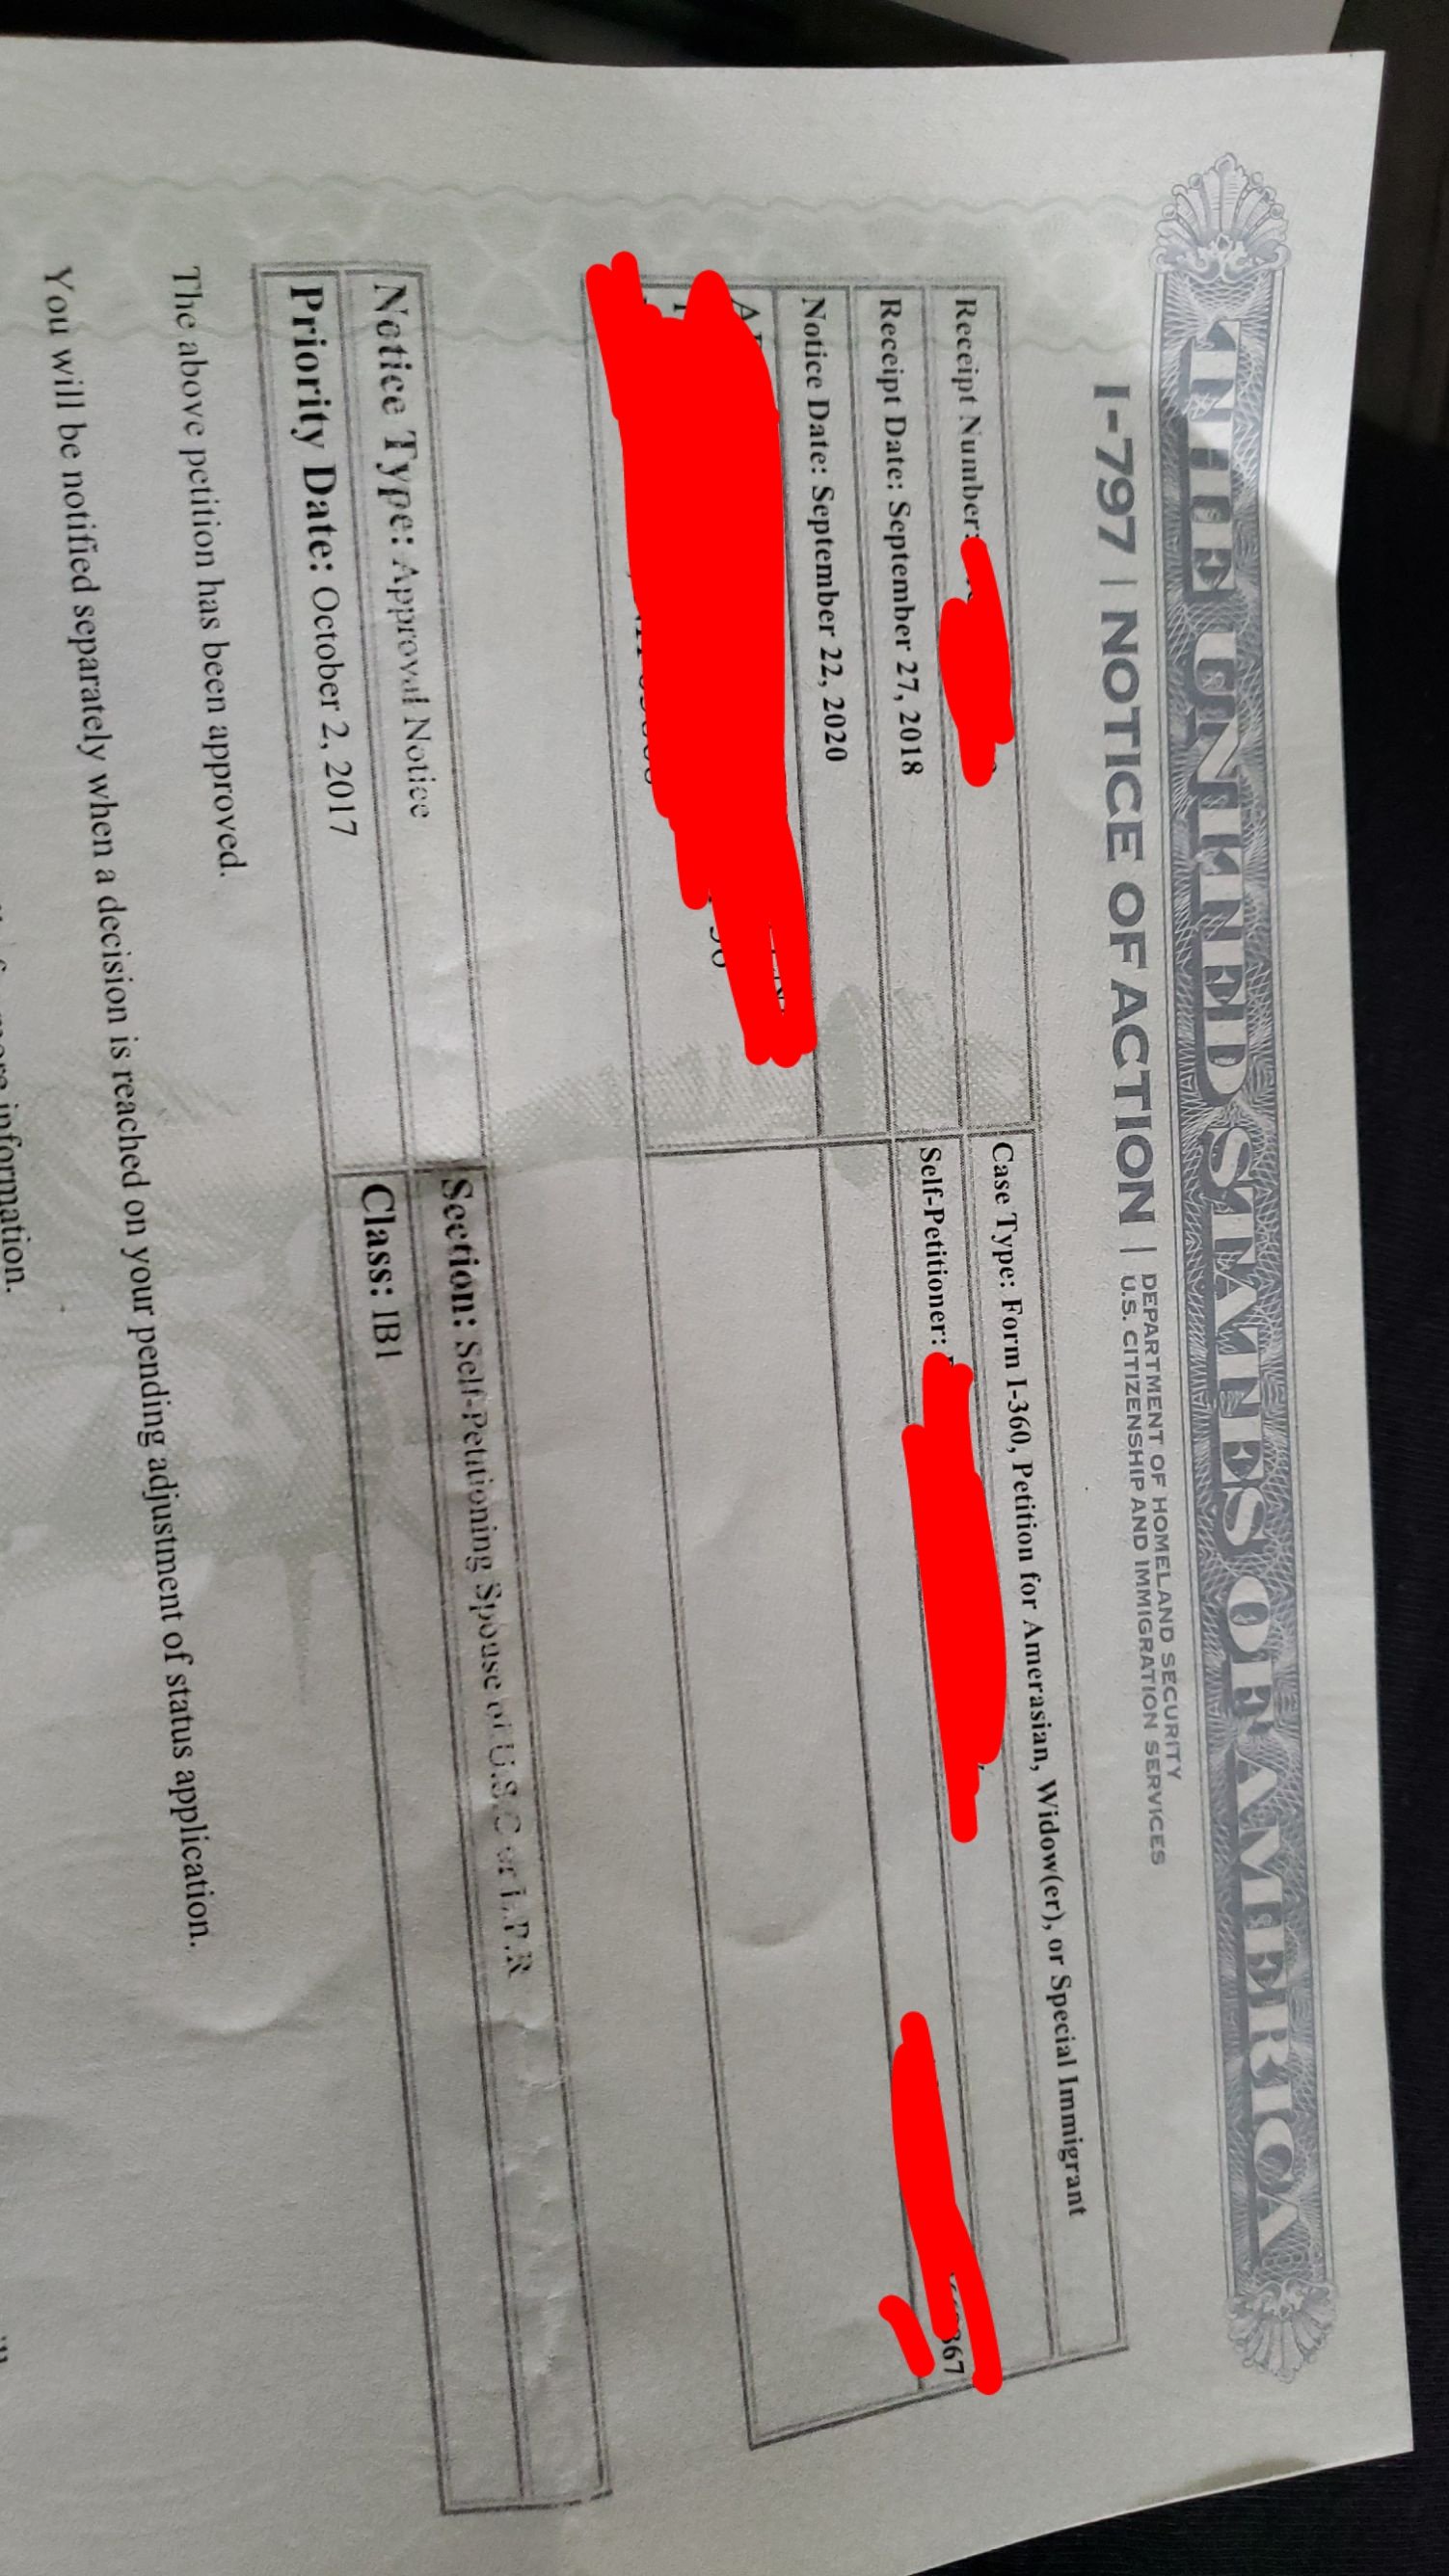 THE UNITED STATES OF AMERICA
I-797 | NOTICE OF ACTION | DEPARTMENT OF HOMELAND SECURITY
U.S. CITIZENSHIP AND IMMIGRATION SERVICES
Receipt Number:
Case Type: Form I-360, Petition for Amerasian, Widow(er), or Special Immigrant
Receipt Date: September 27, 2018
Self-Petitioner:
367
Notice Date: September 22, 2020
Notice Type: Approval Notice
Section: Self-Petitioning Spouse of U.S.C or L.P.R
Priority Date: October 2, 2017
Class: IB1
The above petition has been approved.
You will be notified separately when a decision is reached on your pending adjustment of status application.
more information.